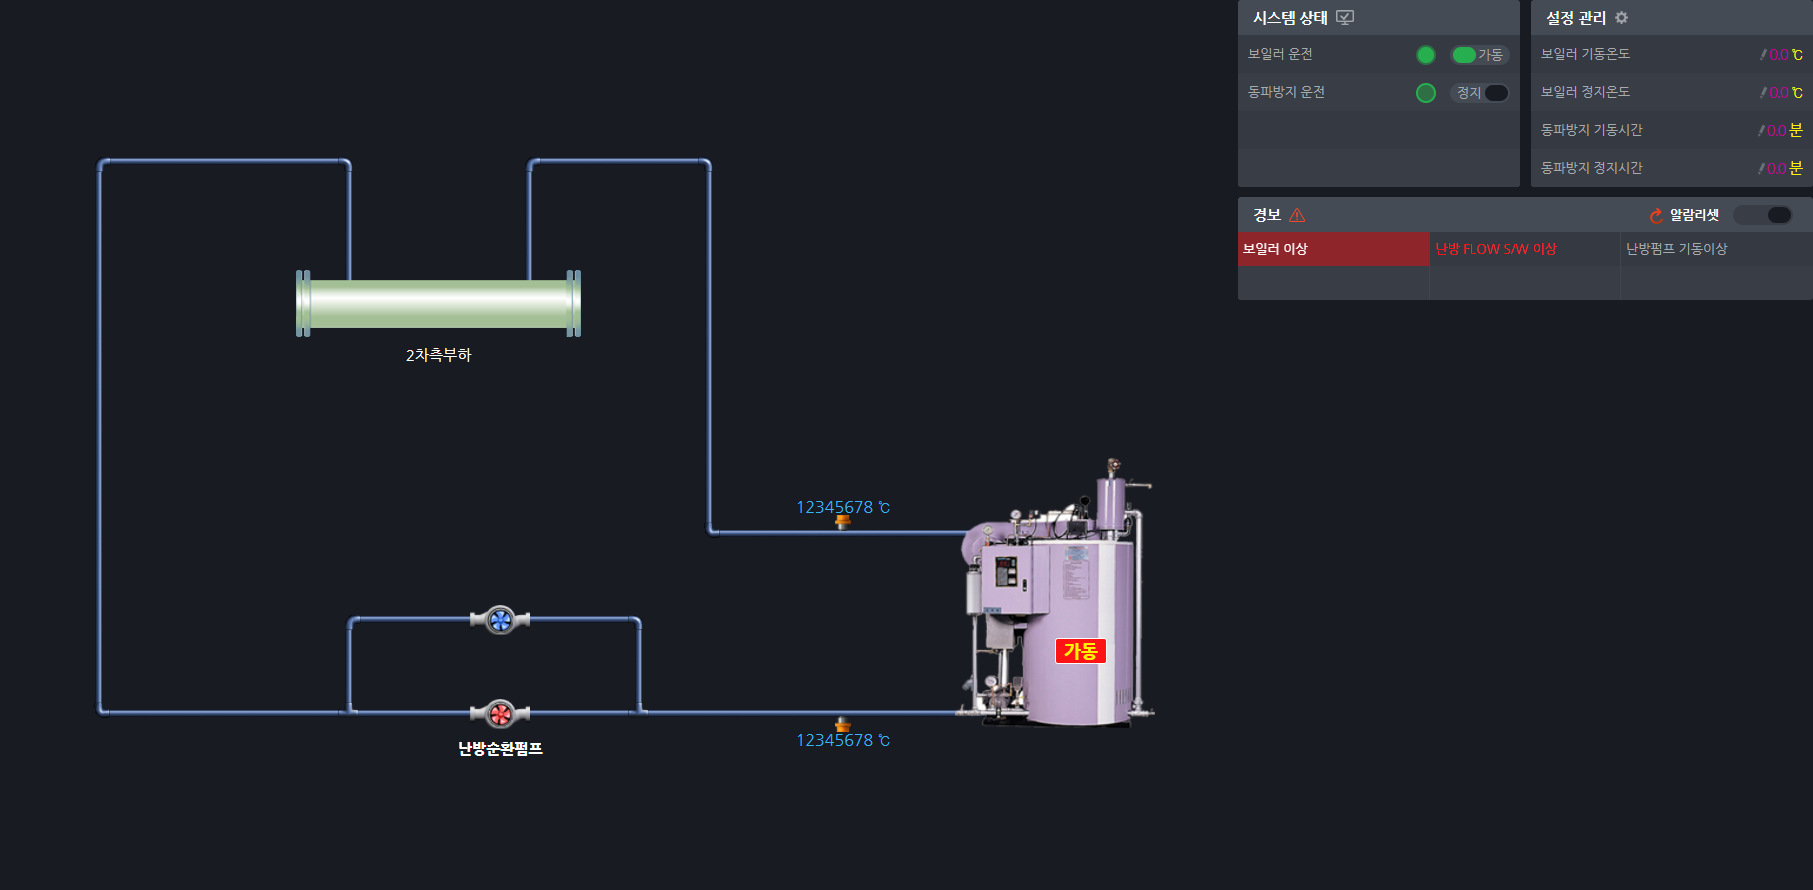 시스템 상태
보일러 운전
가동
동파방지 운전
정지
설정 관리
보일러 기동온도 0.0 ℃
보일러 정지온도 0.0 ℃
동파방지 기동시간 0.0 분
동파방지 정지시간 0.0 분
경보
알람리셋
보일러 이상
난방 FLOW S/W 이상
난방펌프 기동이상
2차측부하
12345678 ℃
가동
12345678 ℃
난방순환펌프